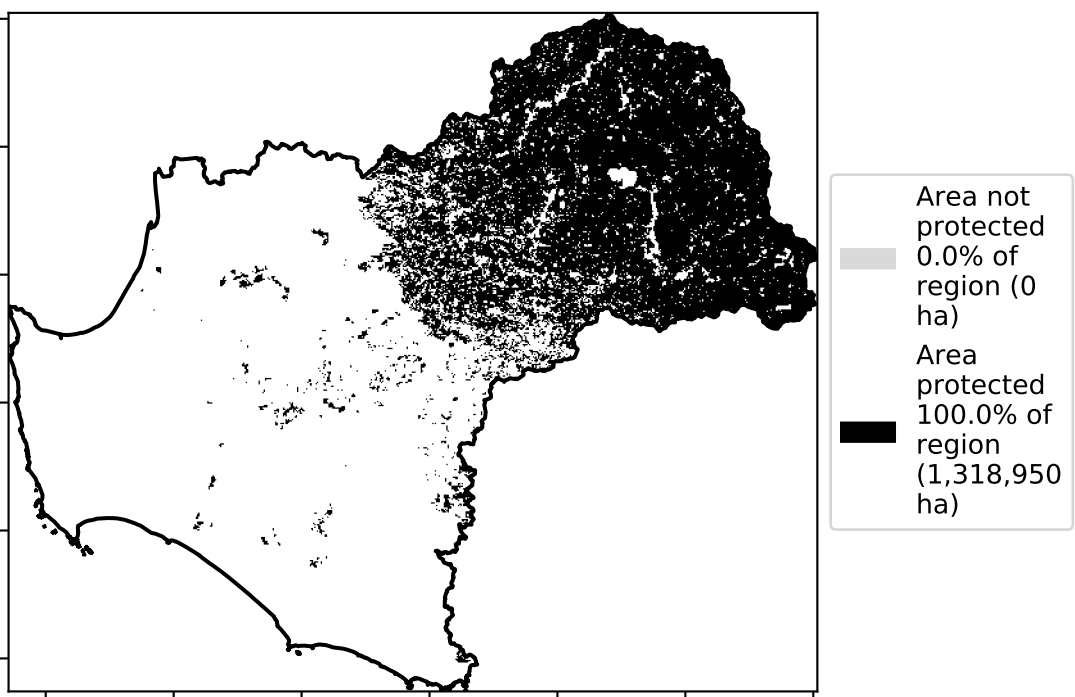 Area not
protected
0.0% of
region (0
ha)
Area
protected
100.0% of
region
(1,318,950
ha)